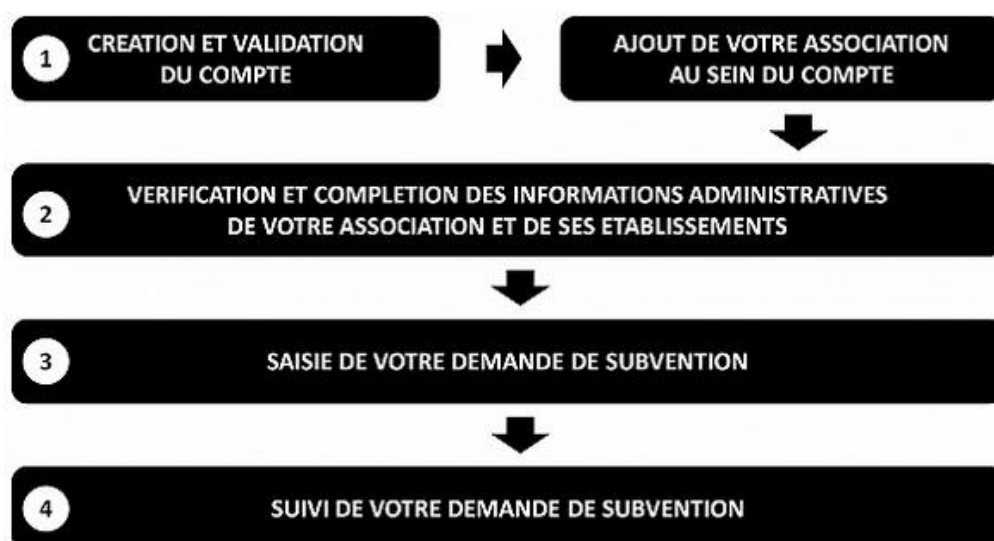 1
CREATION ET VALIDATION
DU COMPTE
AJOUT DE VOTRE ASSOCIATION
AU SEIN DU COMPTE
2
VERIFICATION ET COMPLETION DES INFORMATIONS ADMINISTRATIVES
DE VOTRE ASSOCIATION ET DE SES ETABLISSEMENTS
3
SAISIE DE VOTRE DEMANDE DE SUBVENTION
4
SUIVI DE VOTRE DEMANDE DE SUBVENTION